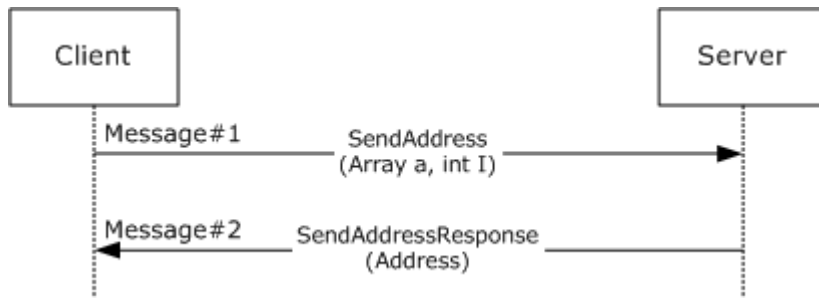 Client
Server
Message#1
SendAddress
(Array a, int I)
Message#2
SendAddressResponse
(Address)